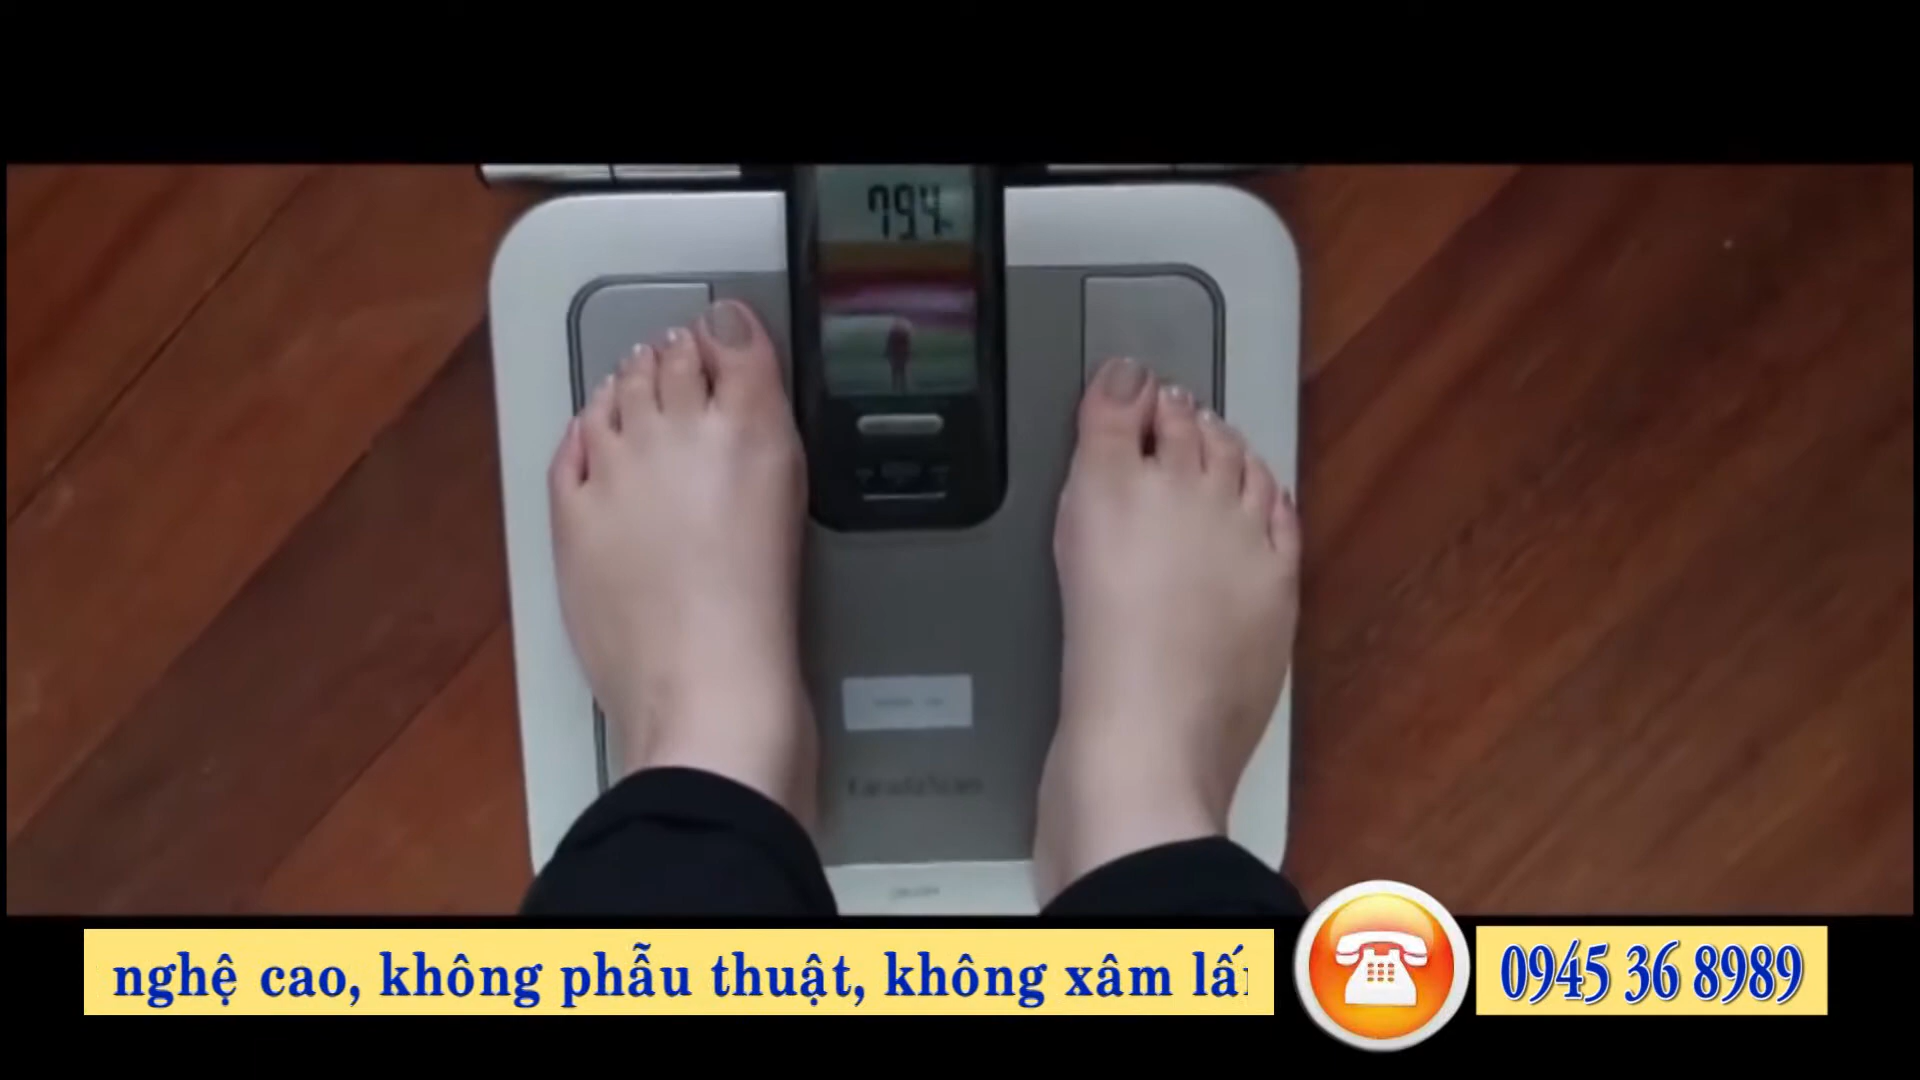 79.4
nghệ cao, không phẫu thuật, không xâm lấ
0945 36 8989